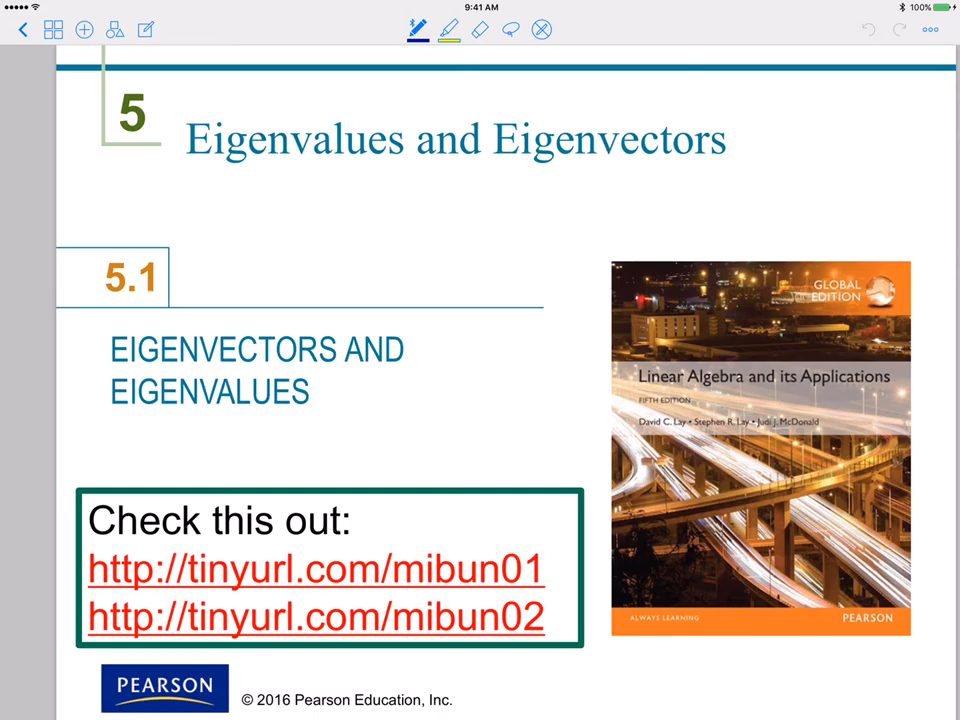 9:41 AM
100%
5
Eigenvalues and Eigenvectors
5.1
EIGENVECTORS AND
EIGENVALUES
GLOBAL
EDITION
Linear Algebra and its Applications
FIFTH EDITION
David C. Lay • Stephen R. Lay • Judi J. McDonald
ALWAYS LEARNING
PEARSON
Check this out:
http://tinyurl.com/mibun01
http://tinyurl.com/mibun02
PEARSON
© 2016 Pearson Education, Inc.